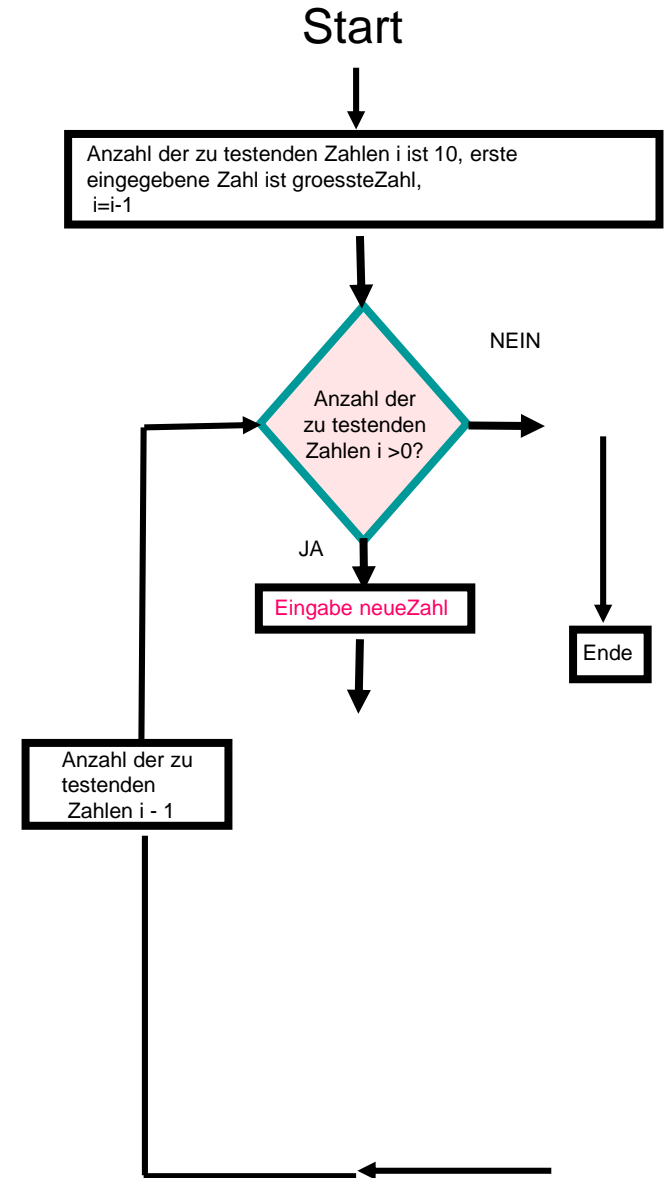 Start
Anzahl der zu testenden Zahlen i ist 10, erste
eingegebene Zahl ist groessteZahl,
i=i-1
NEIN
Anzahl der
zu testenden
Zahlen i >0?
JA
Eingabe neueZahl
Ende
Anzahl der zu
testenden
Zahlen i - 1